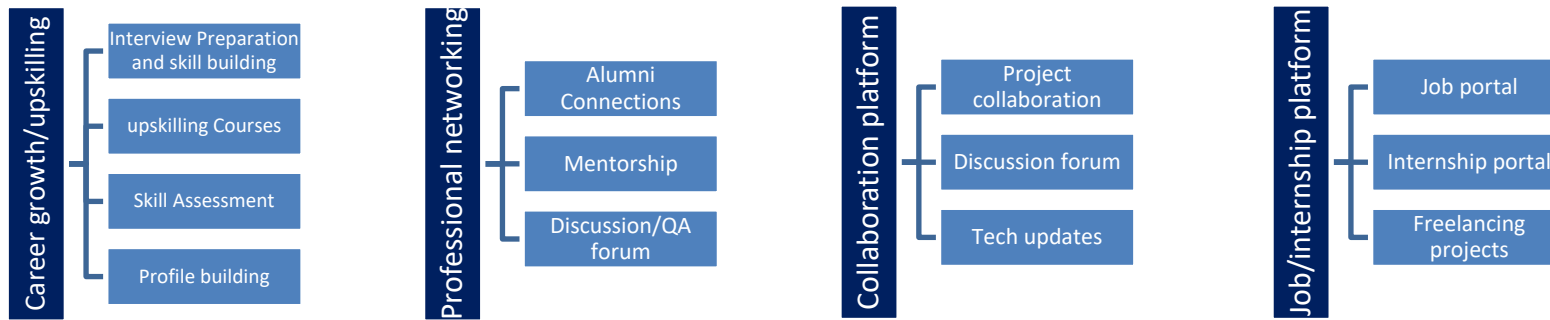 Career growth/upskilling
Interview Preparation
and skill building
upskilling Courses
Skill Assessment
Profile building
Professional networking
Alumni
Connections
Mentorship
Discussion/QA
forum
Collaboration platform
Project
collaboration
Discussion forum
Tech updates
Job/internship platform
Job portal
Internship portal
Freelancing
projects